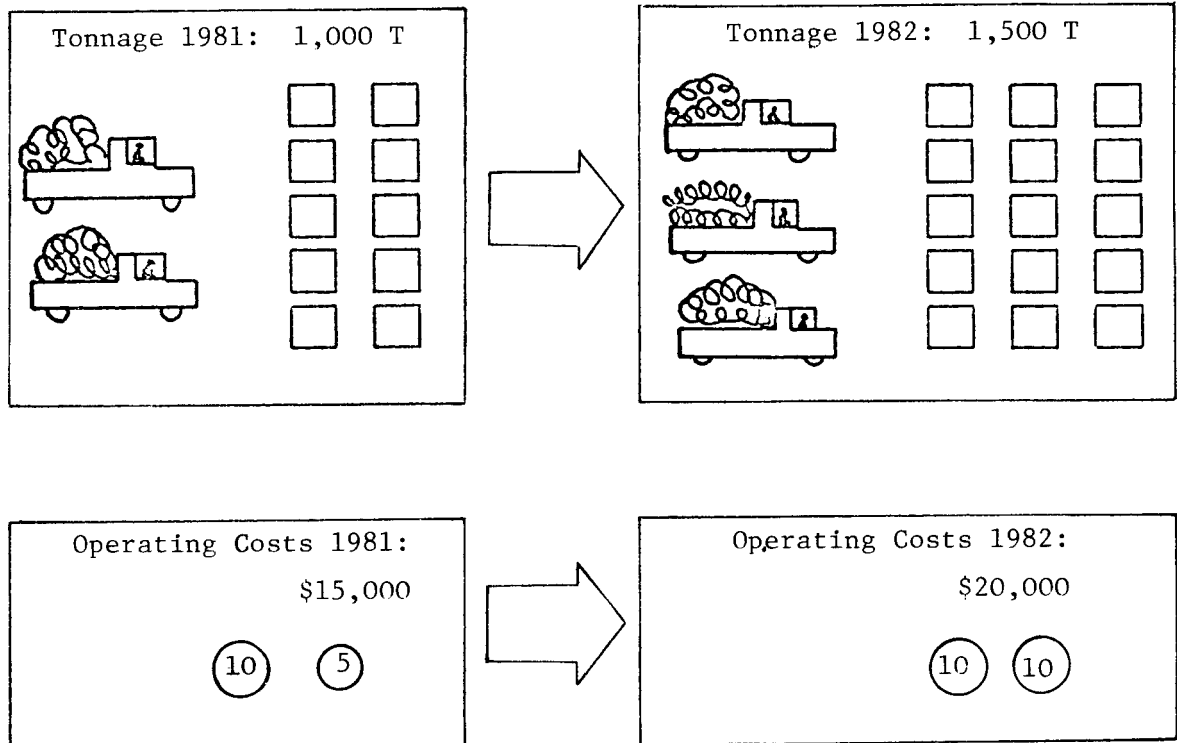 Tonnage 1981: 1,000 T
Tonnage 1982: 1,500 T
Operating Costs 1981:
$15,000
10 5
Operating Costs 1982:
$20,000
10 10